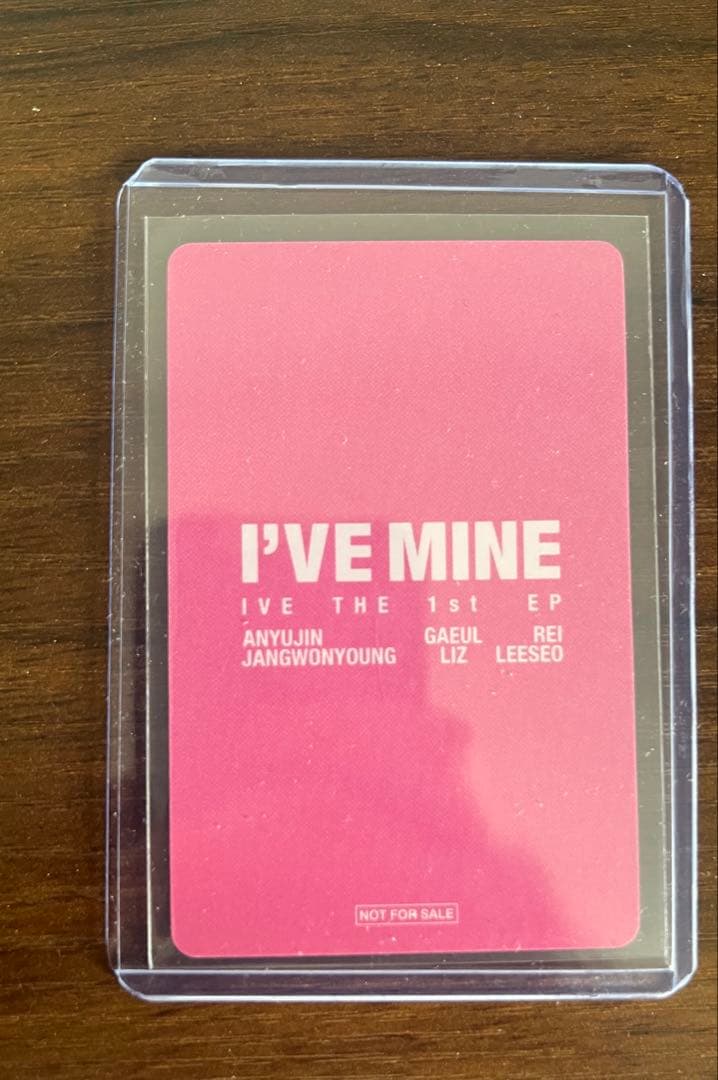 I'VE MINE
IVE THE 1st EP
ANYUJIN GAEUL REI
JANGWONYOUNG LIZ LEESEO
NOT FOR SALE